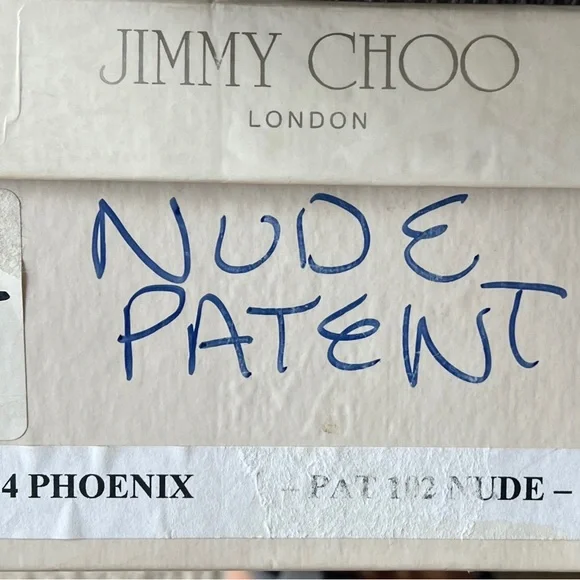 JIMMY CHOO
LONDON
NUDE
PATENT
4 PHOENIX – PAT 102 NUDE –